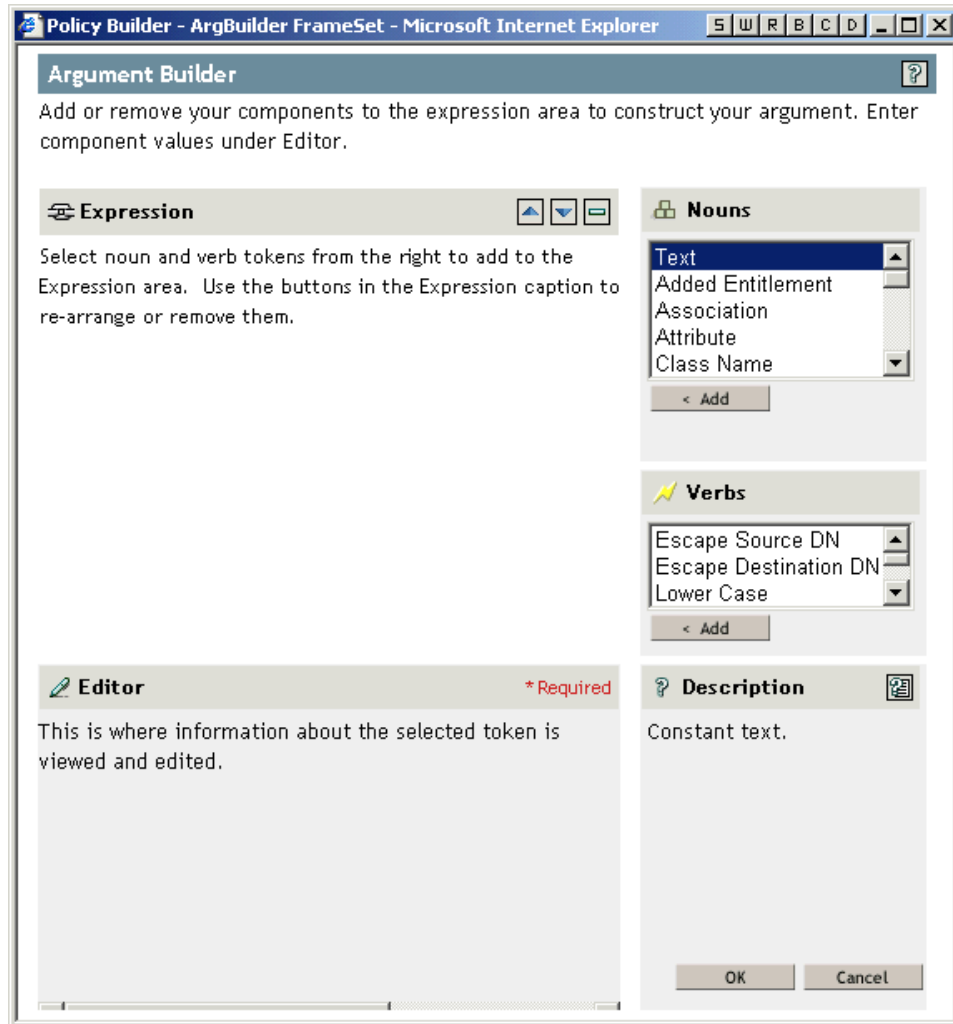 Policy Builder - ArgBuilder FrameSet - Microsoft Internet Explorer S W R B C D
Argument Builder
Add or remove your components to the expression area to construct your argument. Enter
component values under Editor.
Expression
Select noun and verb tokens from the right to add to the
Expression area. Use the buttons in the Expression caption to
re-arrange or remove them.
Nouns
Text
Added Entitlement
Association
Attribute
Class Name
< Add
Verbs
Escape Source DN
Escape Destination DN
Lower Case
< Add
Editor * Required
This is where information about the selected token is
viewed and edited.
Description
Constant text.
OK Cancel